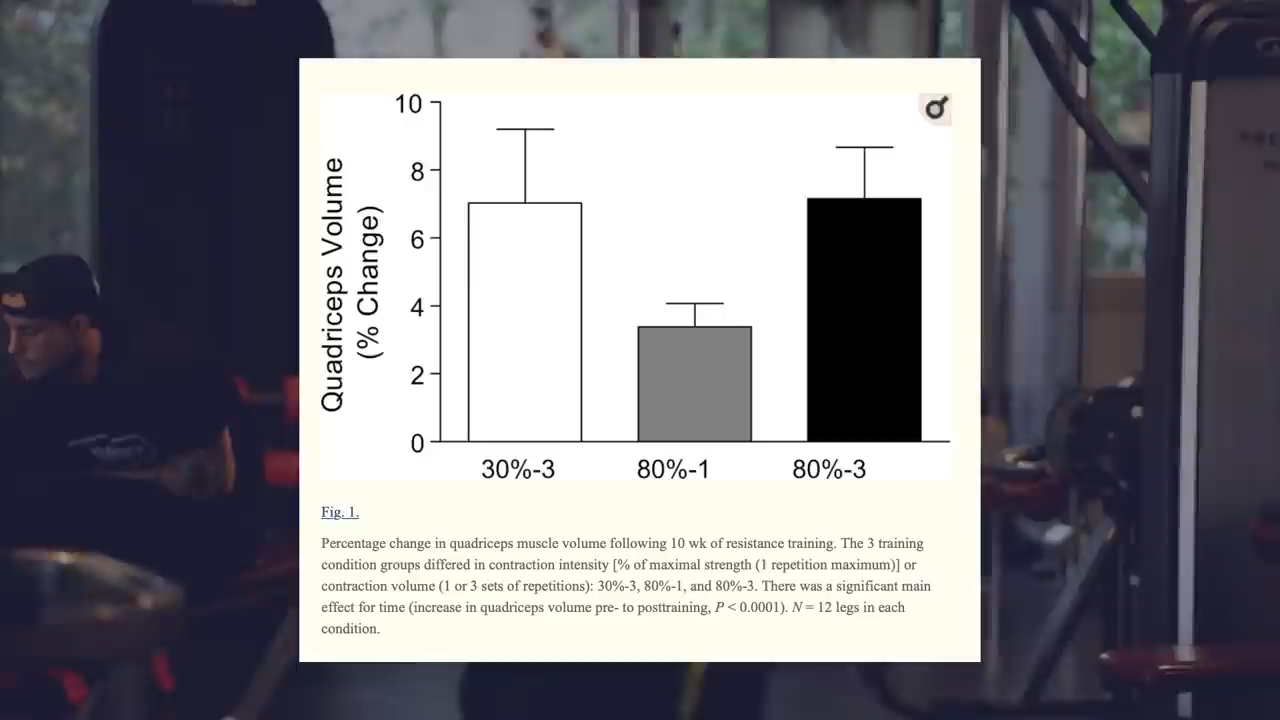 10
8
6
4
2
0
Quadriceps Volume
(% Change)
30%-3 80%-1 80%-3
Fig. 1.
Percentage change in quadriceps muscle volume following 10 wk of resistance training. The 3 training
condition groups differed in contraction intensity [% of maximal strength (1 repetition maximum)] or
contraction volume (1 or 3 sets of repetitions): 30%-3, 80%-1, and 80%-3. There was a significant main
effect for time (increase in quadriceps volume pre- to posttraining, P < 0.0001). N = 12 legs in each
condition.